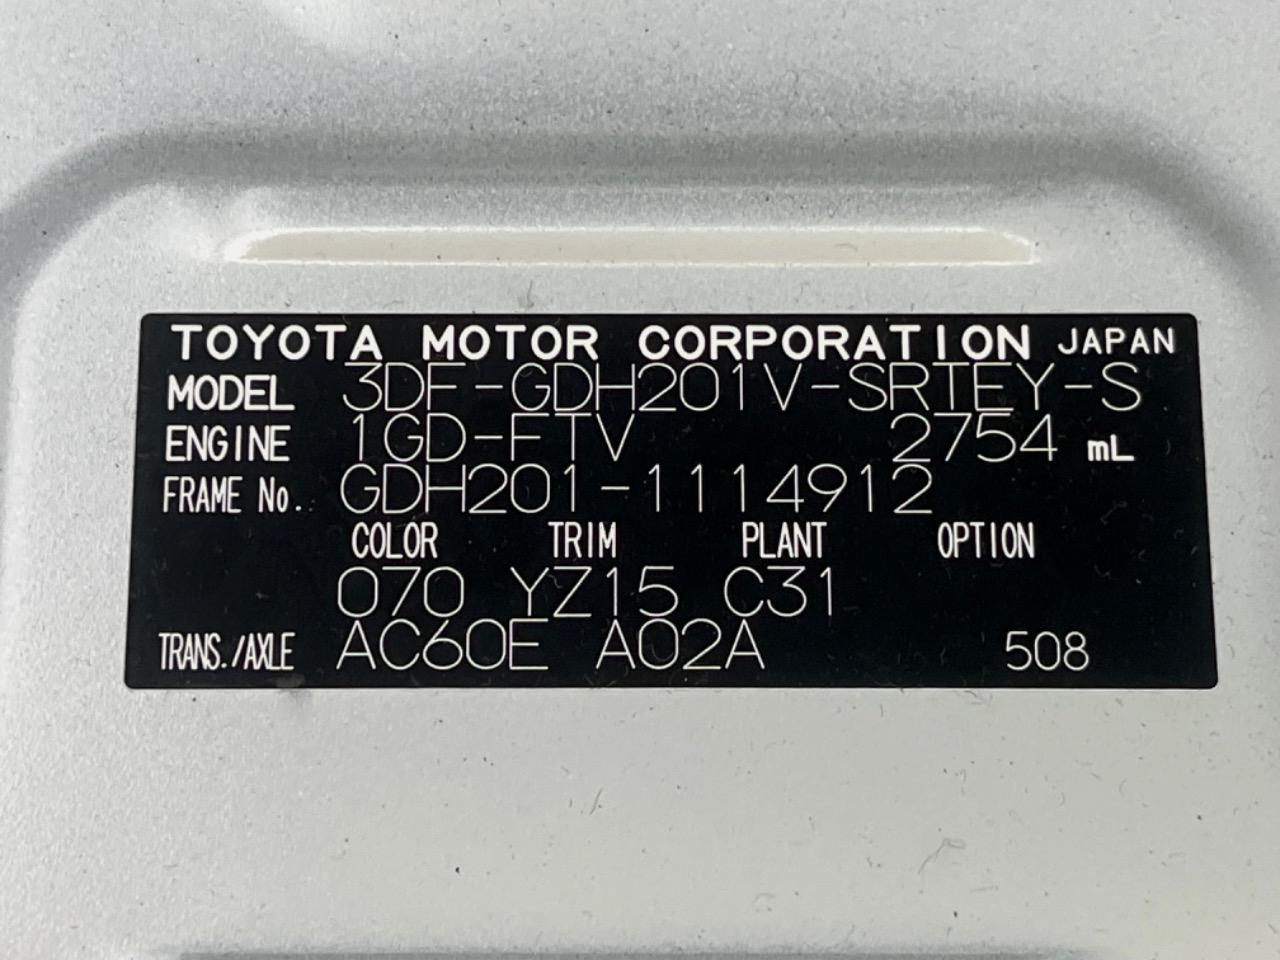 TOYOTA MOTOR CORPORATION JAPAN
MODEL 3DF-GDH201V-SRTEY-S
ENGINE 1GD-FTV 2754 mL
FRAME No. GDH201-1114912
COLOR TRIM PLANT OPTION
070 YZ15 C31
TRANS./AXLE AC60E A02A 508